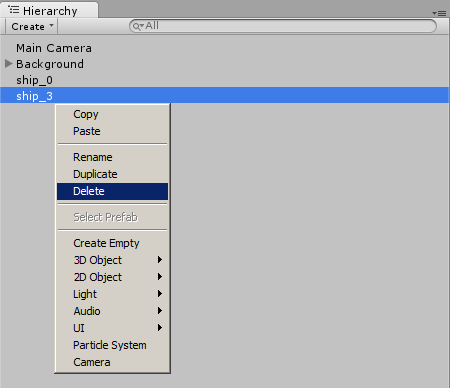 Hierarchy
Create All
Main Camera
Background
ship_0
ship_3
Copy
Paste
Rename
Duplicate
Delete
Select Prefab
Create Empty
3D Object
2D Object
Light
Audio
UI
Particle System
Camera